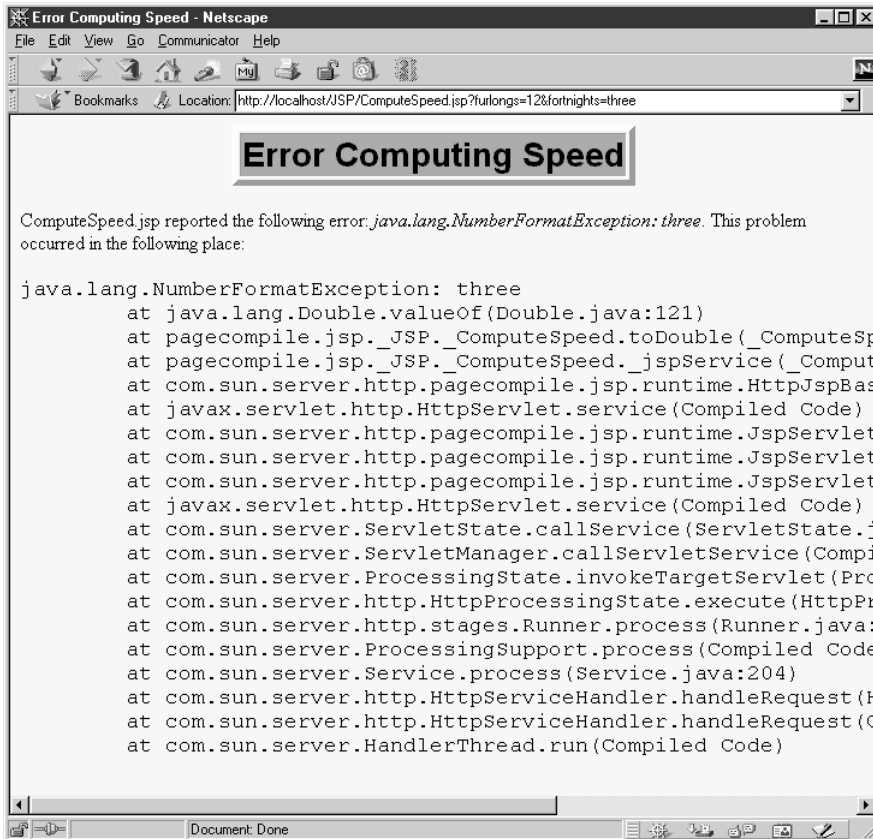 Error Computing Speed - Netscape
File Edit View Go Communicator Help
My
N
Bookmarks Location: http://localhost/JSP/ComputeSpeed.jsp?furlongs=12&fortnights=three
Error Computing Speed
ComputeSpeed.jsp reported the following error: java.lang.NumberFormatException: three. This problem
occurred in the following place:
java.lang.NumberFormatException: three
at java.lang.Double.valueOf(Double.java:121)
at pagecompile.jsp._JSP._ComputeSpeed.toDouble(_ComputeSp
at pagecompile.jsp._JSP._ComputeSpeed._jspService(_Comput
at com.sun.server.http.pagecompile.jsp.runtime.HttpJspBas
at javax.servlet.http.HttpServlet.service(Compiled Code)
at com.sun.server.http.pagecompile.jsp.runtime.JspServlet
at com.sun.server.http.pagecompile.jsp.runtime.JspServlet
at com.sun.server.http.pagecompile.jsp.runtime.JspServlet
at javax.servlet.http.HttpServlet.service(Compiled Code)
at com.sun.server.ServletState.callService(ServletState.j
at com.sun.server.ServletManager.callServletService(Compi
at com.sun.server.ProcessingState.invokeTargetServlet(Pro
at com.sun.server.http.HttpProcessingState.execute(HttpPr
at com.sun.server.http.stages.Runner.process(Runner.java:
at com.sun.server.ProcessingSupport.process(Compiled Code
at com.sun.server.Service.process(Service.java:204)
at com.sun.server.http.HttpServiceHandler.handleRequest(H
at com.sun.server.http.HttpServiceHandler.handleRequest(C
at com.sun.server.HandlerThread.run(Compiled Code)
Document: Done